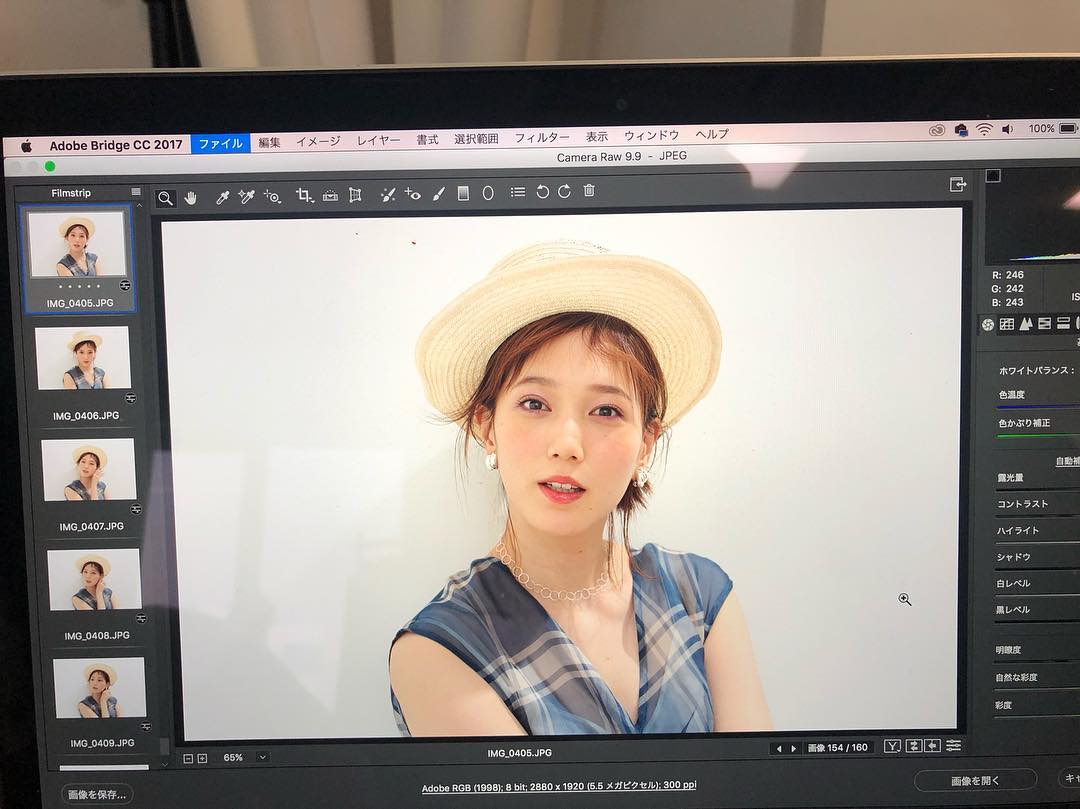 Adobe Bridge CC 2017 ファイル 編集 イメージ レイヤー 書式 選択範囲 フィルター 表示 ウィンドウ ヘルプ 100%
Camera Raw 9.9 - JPEG
Filmstrip
IMG_0405.JPG
IMG_0406.JPG
IMG_0407.JPG
IMG_0408.JPG
IMG_0409.JPG
画像を保存...
R: 246
G: 242
B: 243
ホワイトバランス：
色温度
色かぶり補正
露光量
コントラスト
ハイライト
シャドウ
白レベル
黒レベル
明瞭度
自然な彩度
彩度
65%
IMG_0405.JPG
画像 154 / 160
Y
Adobe RGB (1998); 8 bit; 2880 x 1920 (5.5 メガピクセル); 300 ppi
画像を開く